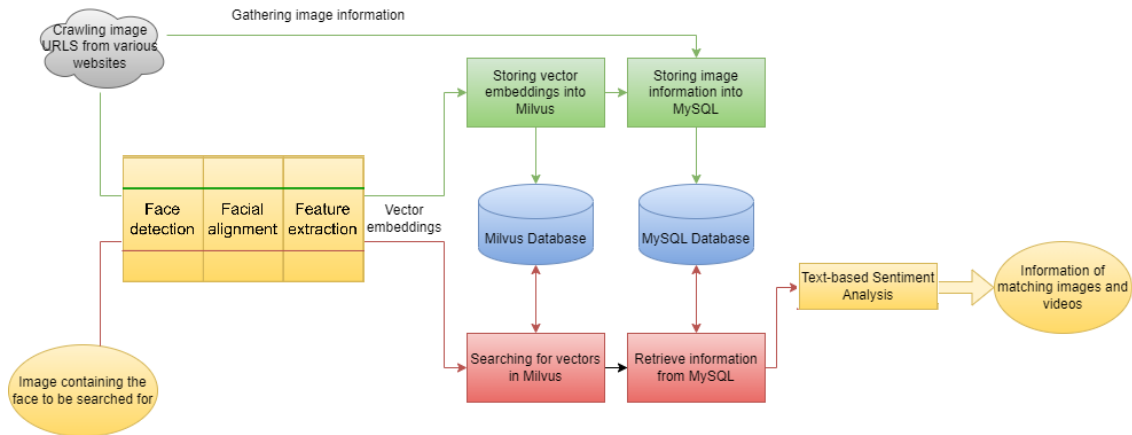 Gathering image information
Crawling image
URLS from various
websites
Storing vector
embeddings into
Milvus
Storing image
information into
MySQL
Face
detection
Facial
alignment
Feature
extraction
Vector
embeddings
Milvus Database
MySQL Database
Text-based Sentiment
Analysis
Information of
matching images and
videos
Searching for vectors
in Milvus
Retrieve information
from MySQL
Image containing the
face to be searched for